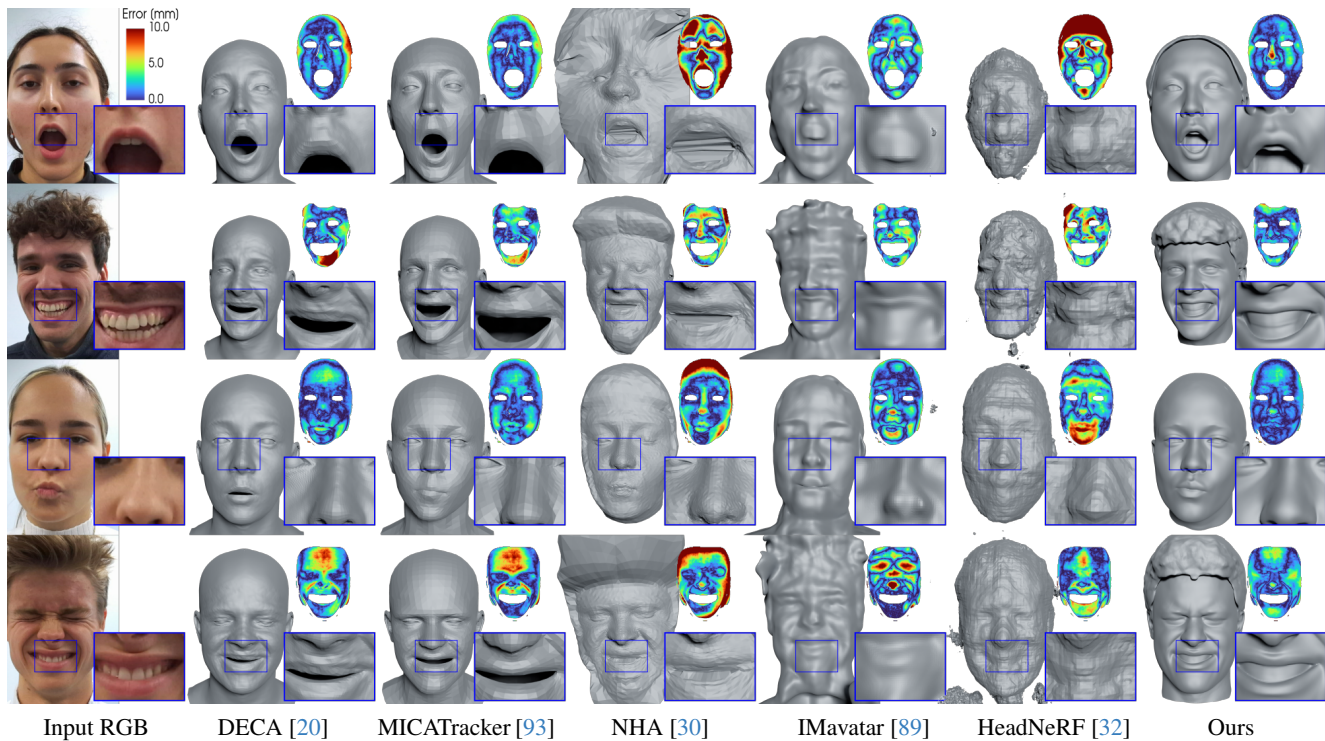 Error (mm)
10.0
5.0
0.0
Input RGB DECA [20] MICATracker [93] NHA [30] IMavatar [89] HeadNeRF [32] Ours